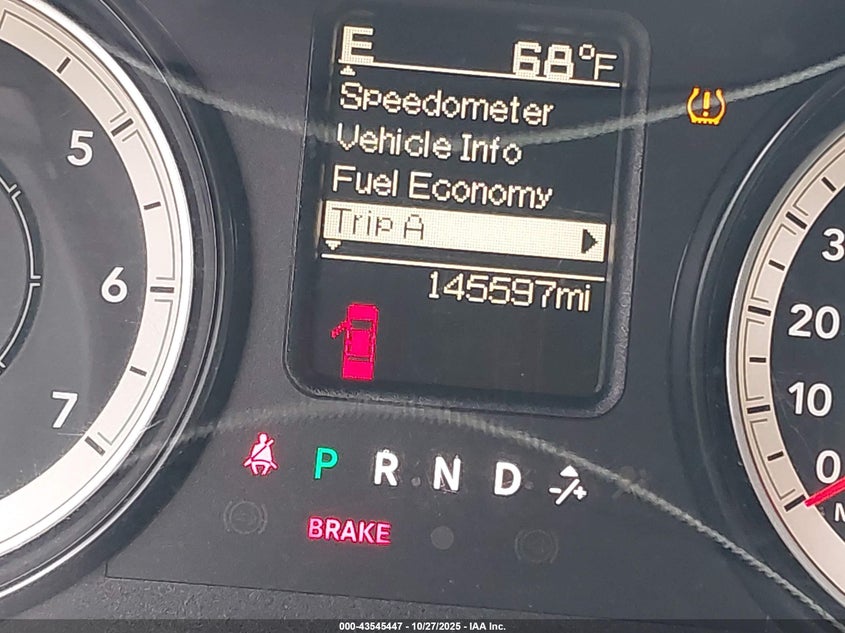 E 68°F
Speedometer
Vehicle Info
Fuel Economy
Trip A
145597mi
5
6
7
20
10
0
P R N D -/+
BRAKE
000-43545447 - 10/27/2025 - IAA Inc.